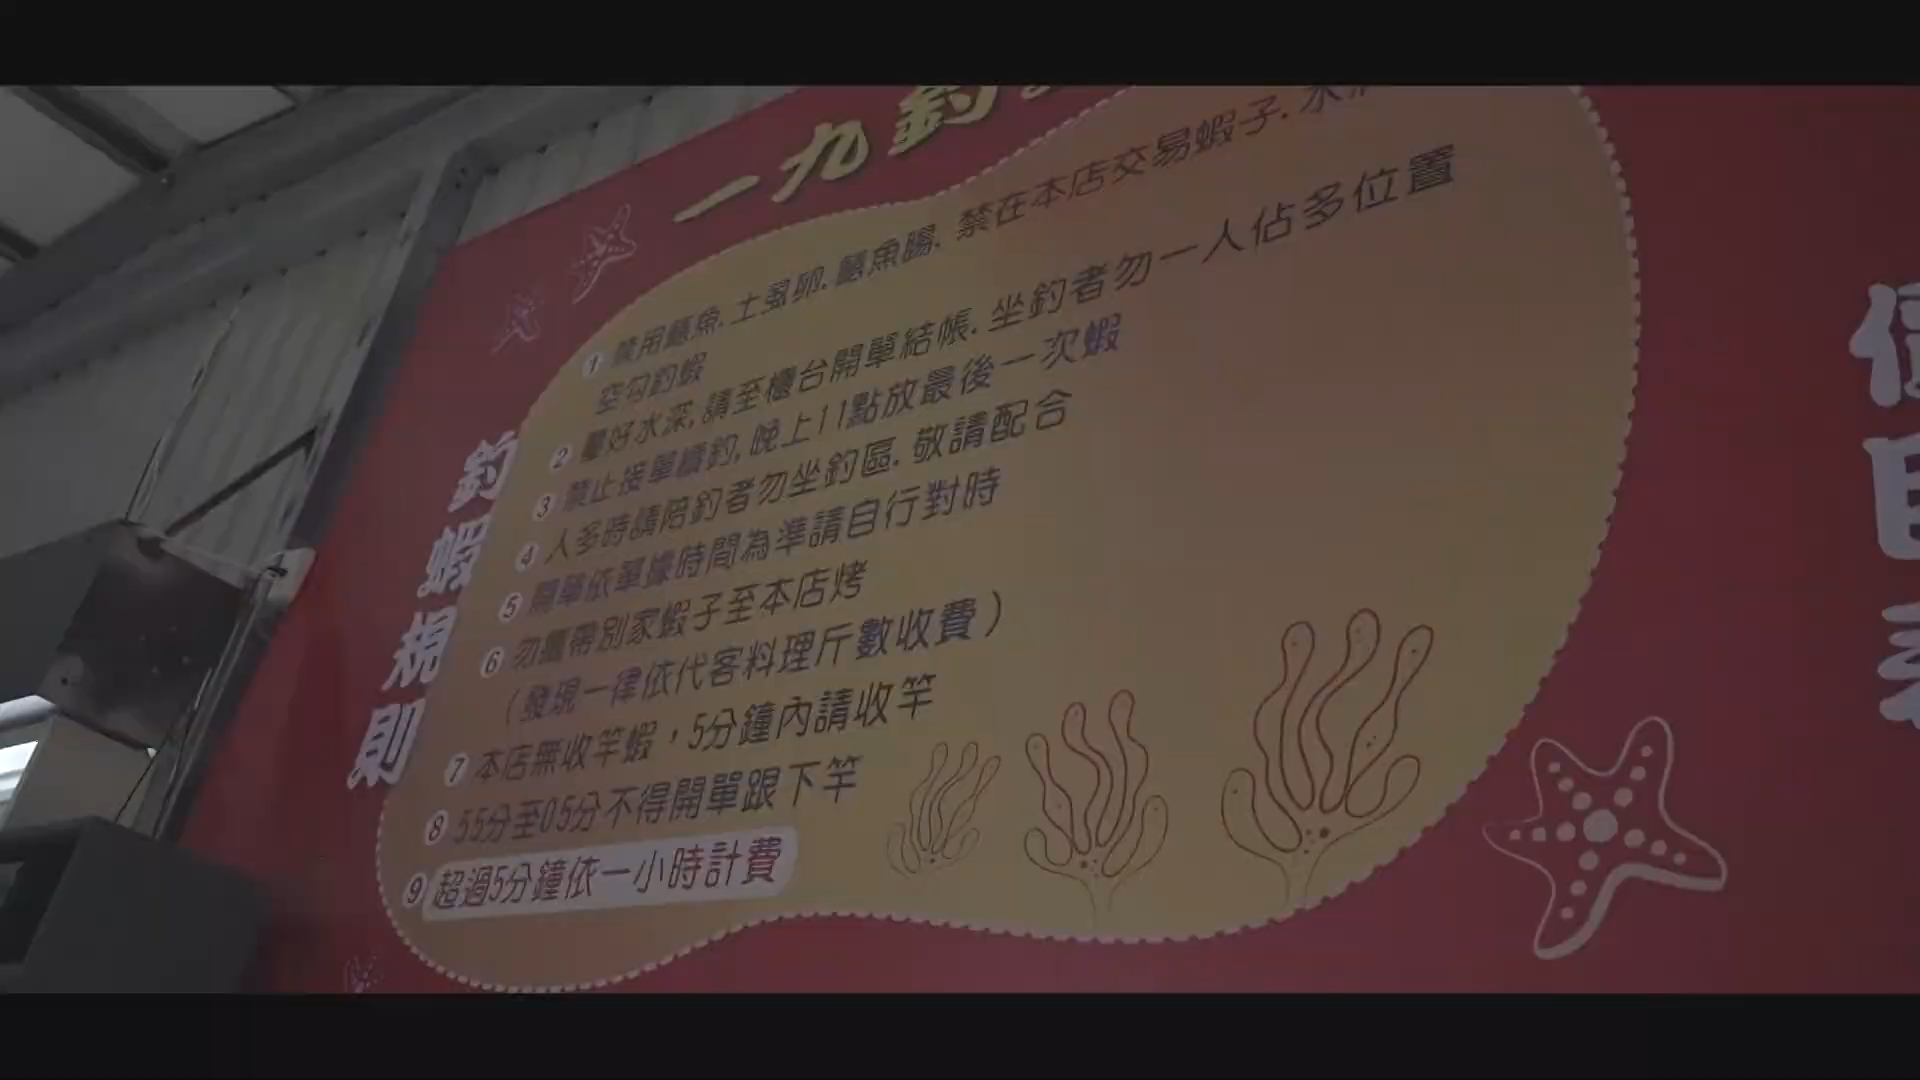 一九釣
釣蝦規則
1 禁用鱷魚. 土虱卵. 鱷魚腸. 禁在本店交易蝦子. 水
空勾釣蝦
2 量好水深, 請至櫃台開單結帳. 坐釣者勿一人佔多位置
3 禁止接單續釣, 晚上11點放最後一次蝦
4 人多時請陪釣者勿坐釣區. 敬請配合
5 開單依單據時間為準請自行對時
6 勿攜帶別家蝦子至本店烤
(發現一律依代客料理斤數收費)
7 本店無收竿蝦，5分鐘內請收竿
8 55分至05分不得開單跟下竿
9 超過5分鐘依一小時計費